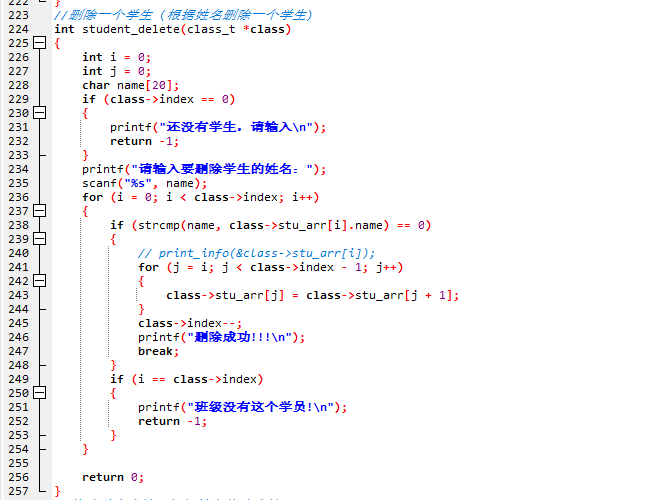 222 }
223 //删除一个学生（根据姓名删除一个学生）
224 int student_delete(class_t *class)
225 {
226 int i = 0;
227 int j = 0;
228 char name[20];
229 if (class->index == 0)
230 {
231 printf("还没有学生，请输入\n");
232 return -1;
233 }
234 printf("请输入要删除学生的姓名：");
235 scanf("%s", name);
236 for (i = 0; i < class->index; i++)
237 {
238 if (strcmp(name, class->stu_arr[i].name) == 0)
239 {
240 // print_info(&class->stu_arr[i]);
241 for (j = i; j < class->index - 1; j++)
242 {
243 class->stu_arr[j] = class->stu_arr[j + 1];
244 }
245 class->index--;
246 printf("删除成功!!!\n");
247 break;
248 }
249 if (i == class->index)
250 {
251 printf("班级没有这个学员!\n");
252 return -1;
253 }
254 }
255
256 return 0;
257 }